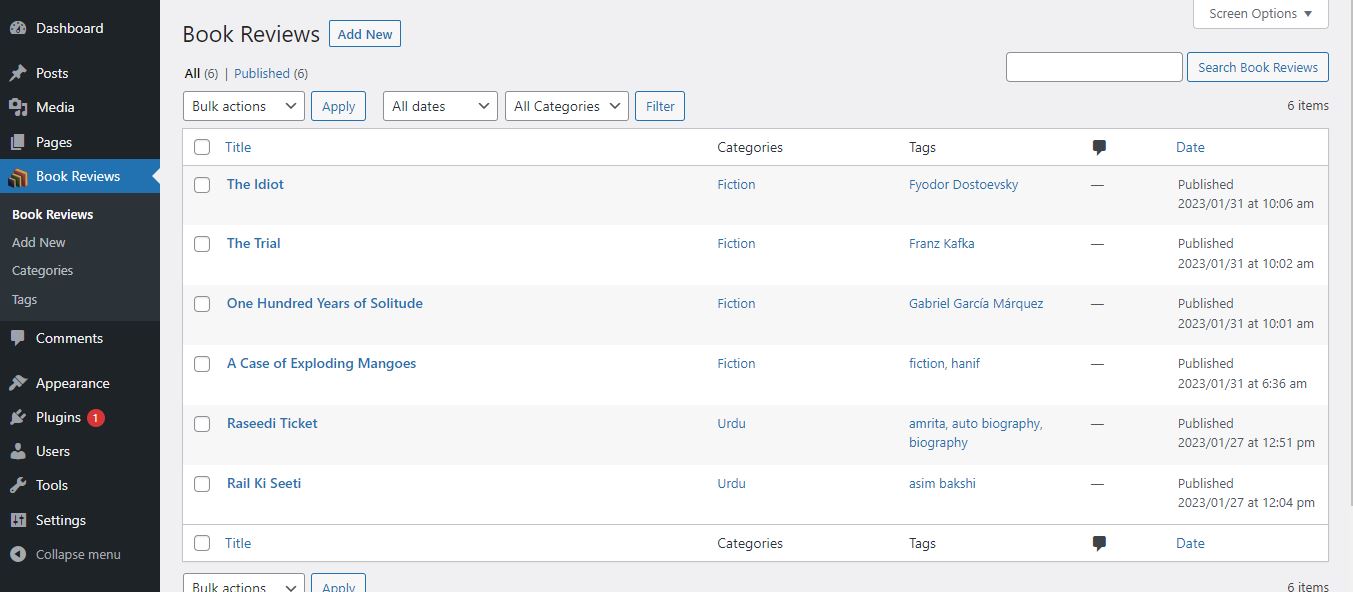 Dashboard
Posts
Media
Pages
Book Reviews
Book Reviews
Add New
Categories
Tags
Comments
Appearance
Plugins 1
Users
Tools
Settings
Collapse menu
Screen Options ▼
Book Reviews Add New
All (6) | Published (6)
Search Book Reviews
Bulk actions Apply All dates All Categories Filter 6 items
Title Categories Tags Date
The Idiot Fiction Fyodor Dostoevsky — Published
2023/01/31 at 10:06 am
The Trial Fiction Franz Kafka — Published
2023/01/31 at 10:02 am
One Hundred Years of Solitude Fiction Gabriel García Márquez — Published
2023/01/31 at 10:01 am
A Case of Exploding Mangoes Fiction fiction, hanif — Published
2023/01/31 at 6:36 am
Raseedi Ticket Urdu amrita, auto biography, — Published
biography 2023/01/27 at 12:51 pm
Rail Ki Seeti Urdu asim bakshi — Published
2023/01/27 at 12:04 pm
Title Categories Tags Date
Bulk actions Apply 6 items